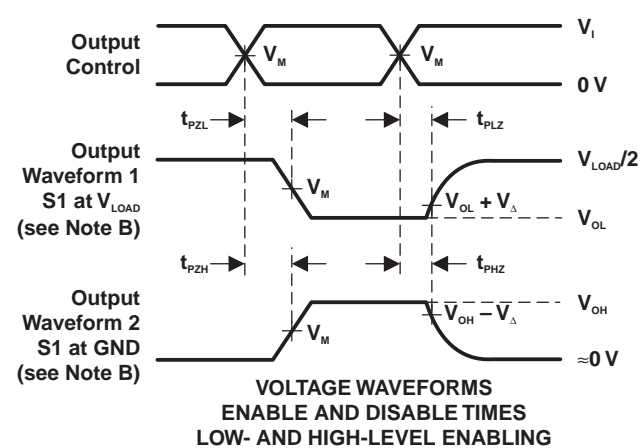 Output
Control
V_M
V_M
V_I
0 V
t_PZL
t_PLZ
Output
Waveform 1
S1 at V_LOAD
(see Note B)
V_M
V_OL + V_Δ
V_LOAD/2
V_OL
t_PZH
t_PHZ
Output
Waveform 2
S1 at GND
(see Note B)
V_M
V_OH – V_Δ
V_OH
≈0 V
VOLTAGE WAVEFORMS
ENABLE AND DISABLE TIMES
LOW- AND HIGH-LEVEL ENABLING